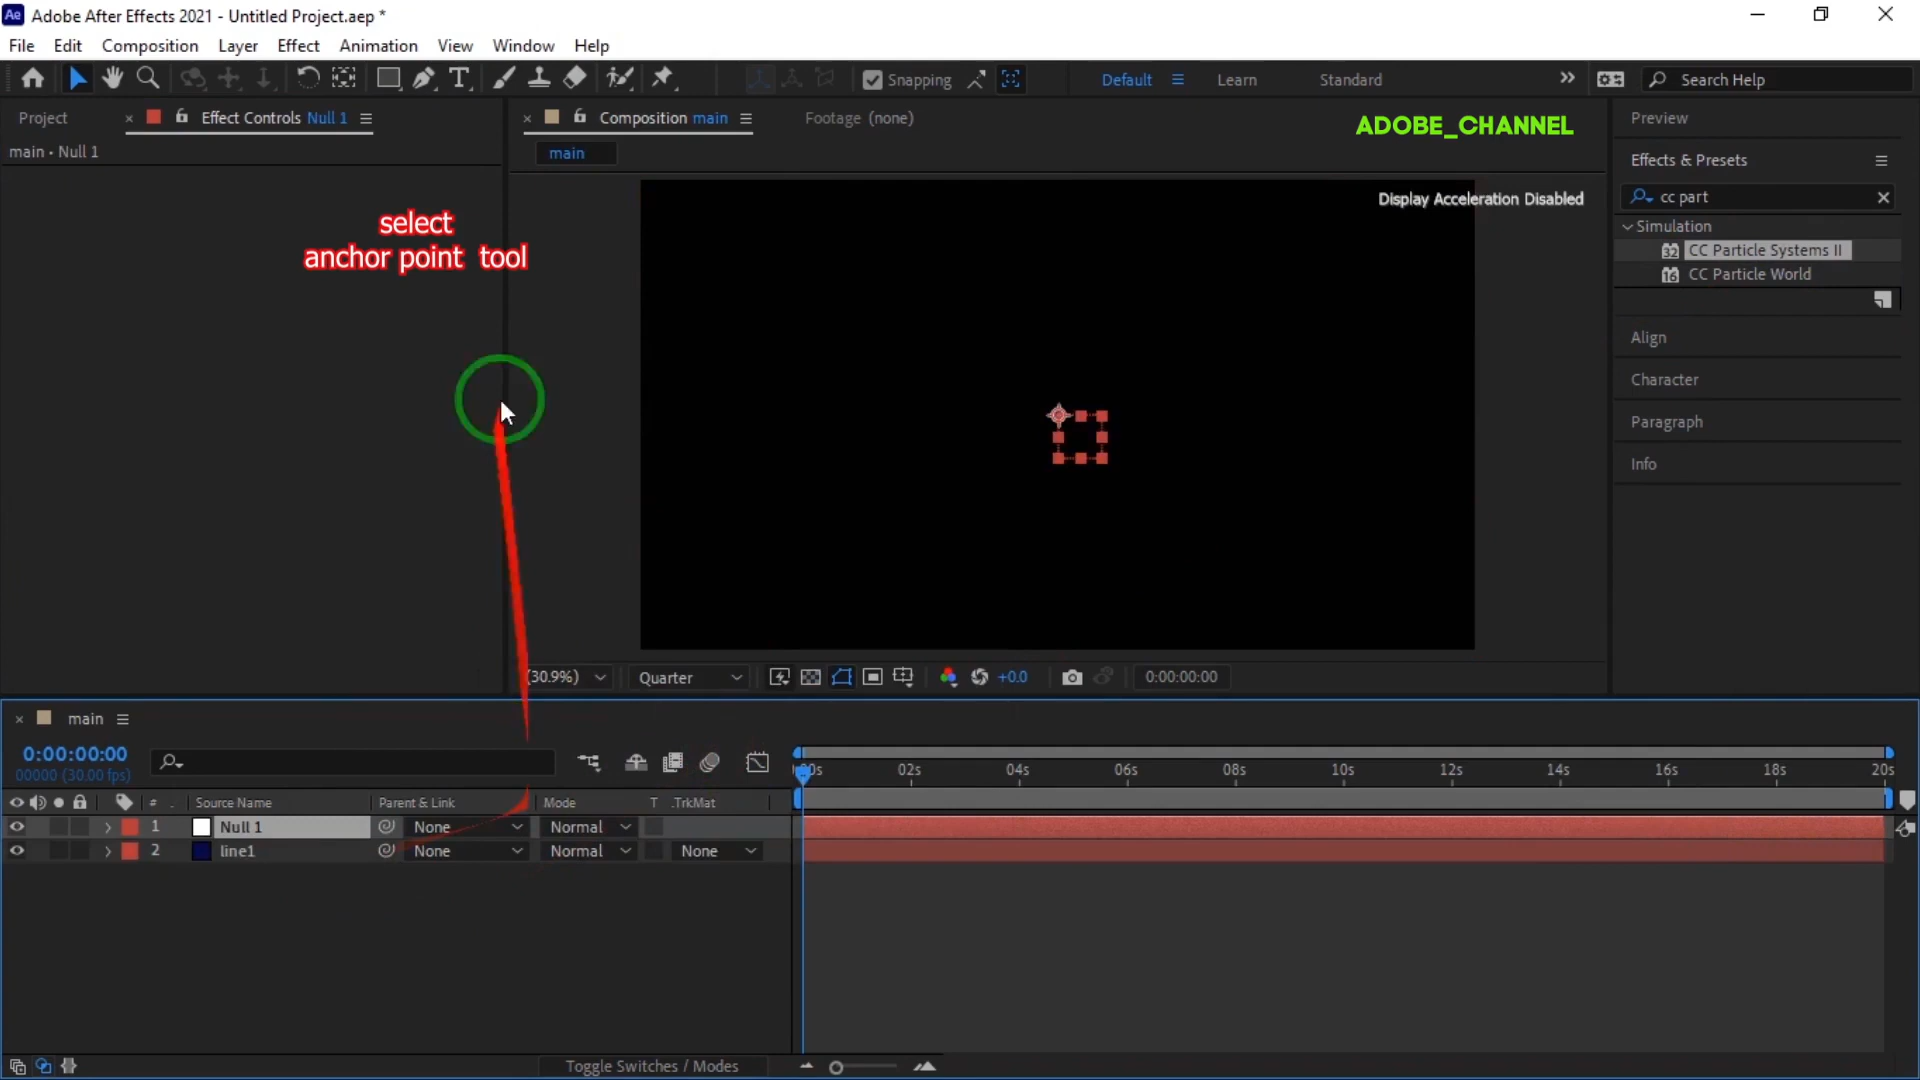 Ae Adobe After Effects 2021 - Untitled Project.aep *
File Edit Composition Layer Effect Animation View Window Help
Snapping Default Learn Standard Search Help
Project Effect Controls Null 1 Composition main Footage (none) ADOBE_CHANNEL Preview
main • Null 1 main Effects & Presets
Display Acceleration Disabled cc part
select
anchor point tool
Simulation
32 CC Particle Systems II
16 CC Particle World
Align
Character
Paragraph
Info
(30.9%) Quarter +0.0 0:00:00:00
main
0:00:00:00
00000 (30.00 fps)
02s 04s 06s 08s 10s 12s 14s 16s 18s 20s
# Source Name Parent & Link Mode T .TrkMat
1 Null 1 None Normal
2 line1 None Normal None
Toggle Switches / Modes